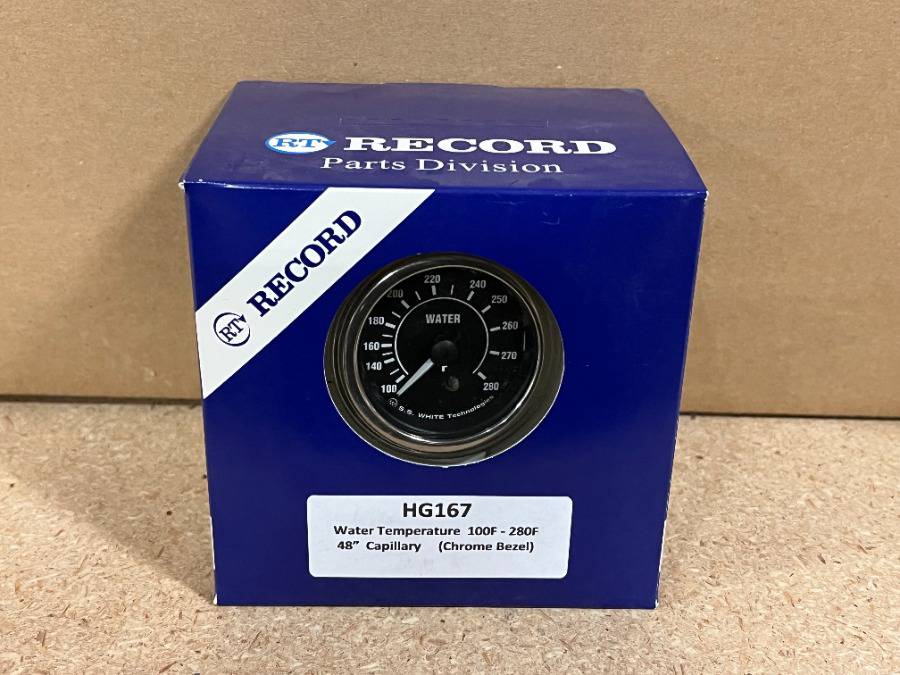 RT RECORD
Parts Division
RT RECORD
100
140
160
180
200
220
240
250
260
270
280
WATER
F
S.S. WHITE Technologies
HG167
Water Temperature 100F - 280F
48" Capillary (Chrome Bezel)